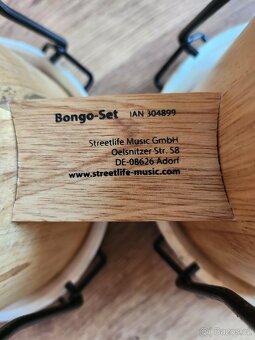 Bongo-Set IAN 304899
Streetlife Music GmbH
Oelsnitzer Str. 58
DE-08626 Adorf
www.streetlife-music.com